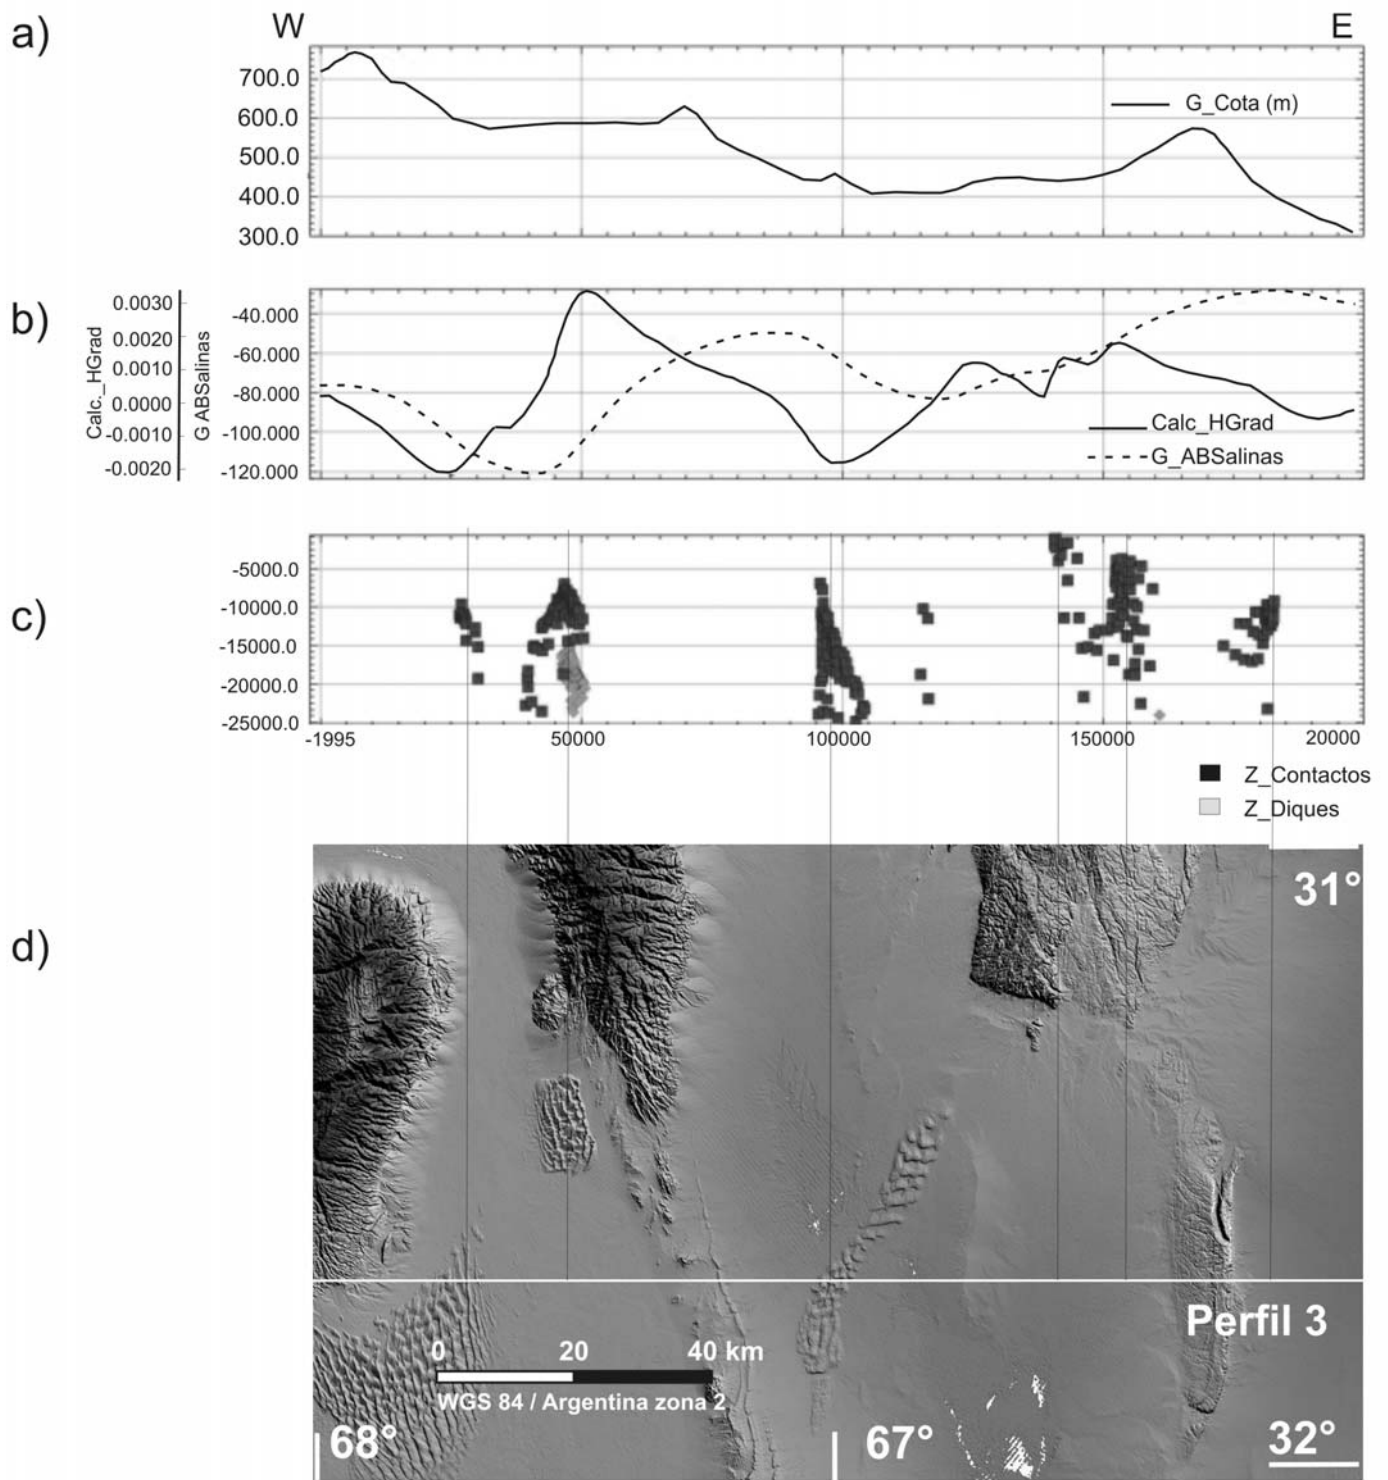 a)
W
E
700.0
600.0
500.0
400.0
300.0
G_Cota (m)
b)
Calc._HGrad
0.0030
0.0020
0.0010
0.0000
-0.0010
-0.0020
G ABSalinas
-40.000
-60.000
-80.000
-100.000
-120.000
Calc_HGrad
G_ABSalinas
c)
-5000.0
-10000.0
-15000.0
-20000.0
-25000.0
-1995
50000
100000
150000
20000
Z_Contactos
Z_Diques
d)
31°
Perfil 3
0
20
40 km
WGS 84 / Argentina zona 2
68°
67°
32°